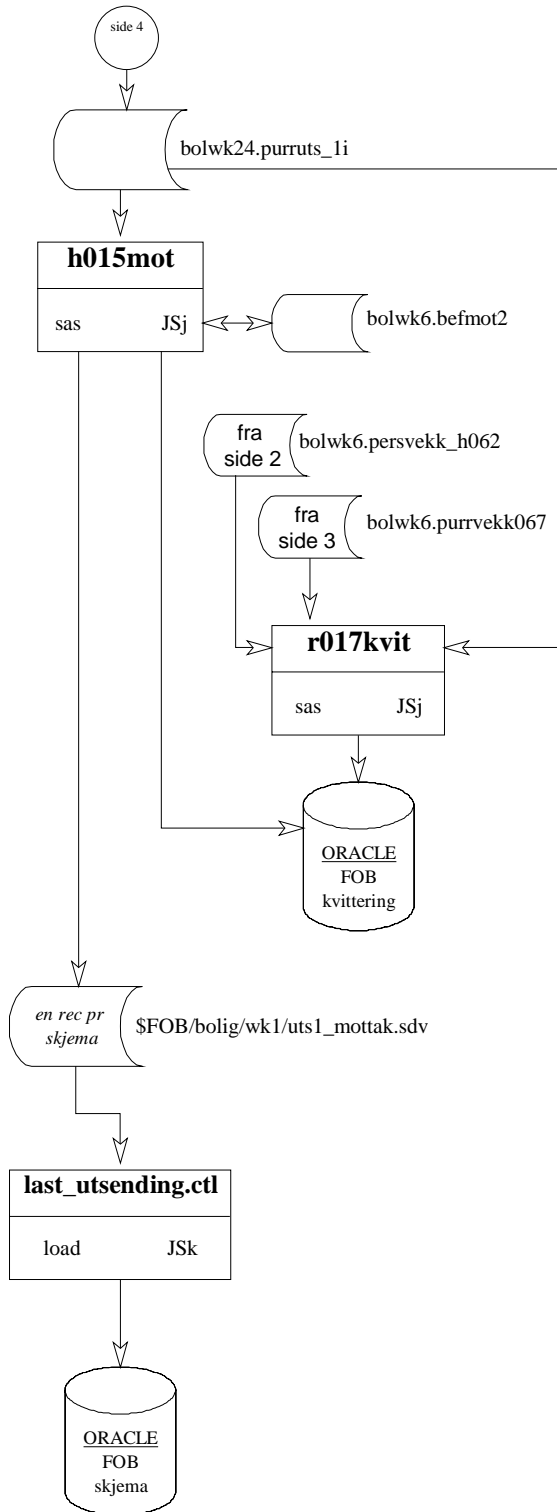 side 4
bolwk24.purruts_1i
h015mot
sas JSj
bolwk6.befmot2
fra
side 2
bolwk6.persvekk_h062
fra
side 3
bolwk6.purrvekk067
r017kvit
sas JSj
ORACLE
FOB
kvittering
en rec pr
skjema
$FOB/bolig/wk1/uts1_mottak.sdv
last_utsending.ctl
load JSk
ORACLE
FOB
skjema